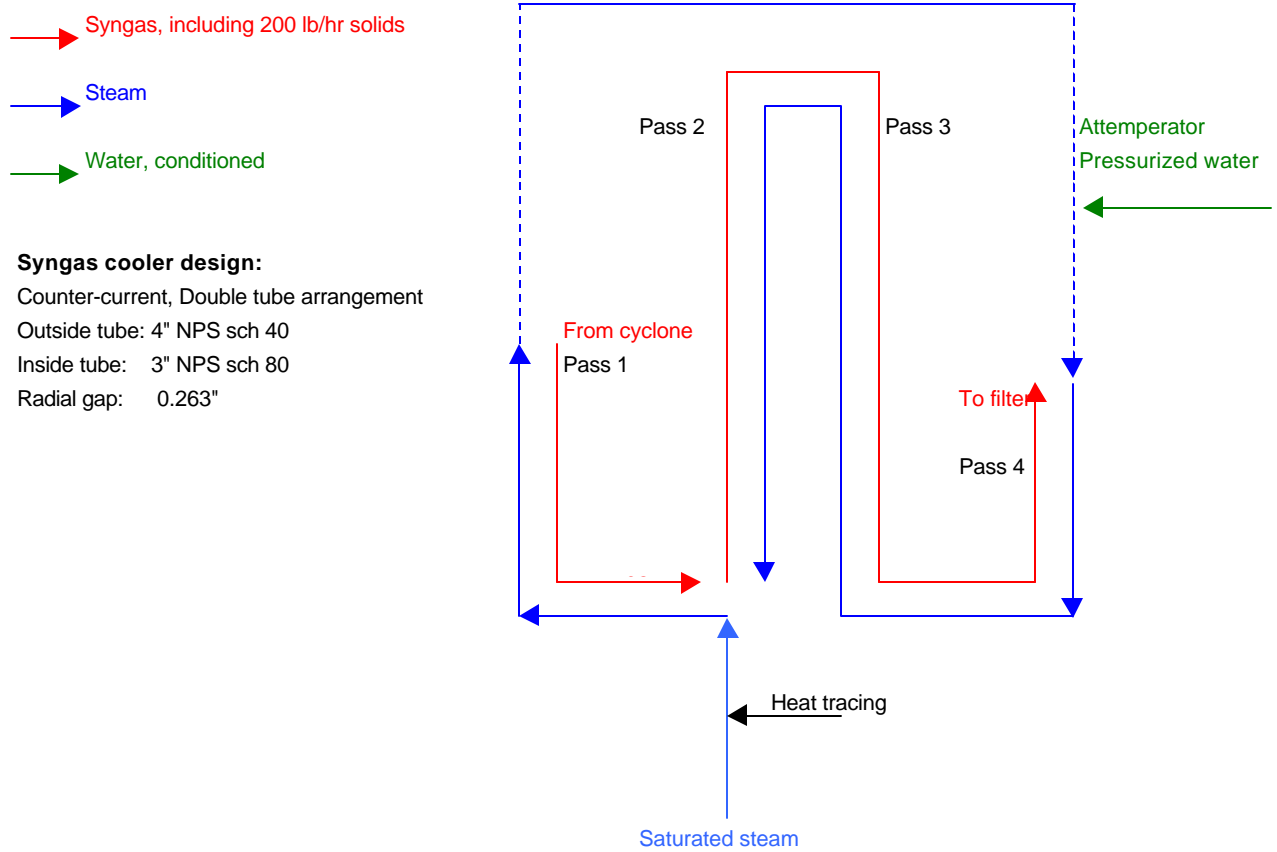 Syngas, including 200 lb/hr solids
Steam
Water, conditioned
Syngas cooler design:
Counter-current, Double tube arrangement
Outside tube: 4" NPS sch 40
Inside tube: 3" NPS sch 80
Radial gap: 0.263"
From cyclone
Pass 1
Pass 2
Pass 3
Attemperator
Pressurized water
To filter
Pass 4
Heat tracing
Saturated steam